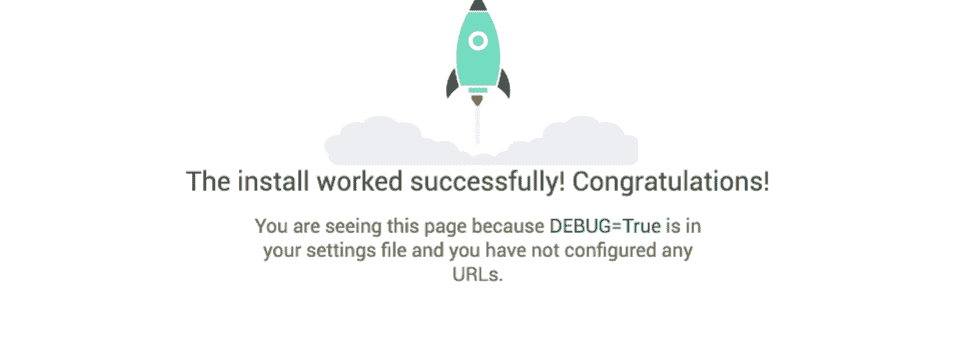 The install worked successfully! Congratulations!
You are seeing this page because DEBUG=True is in
your settings file and you have not configured any
URLs.